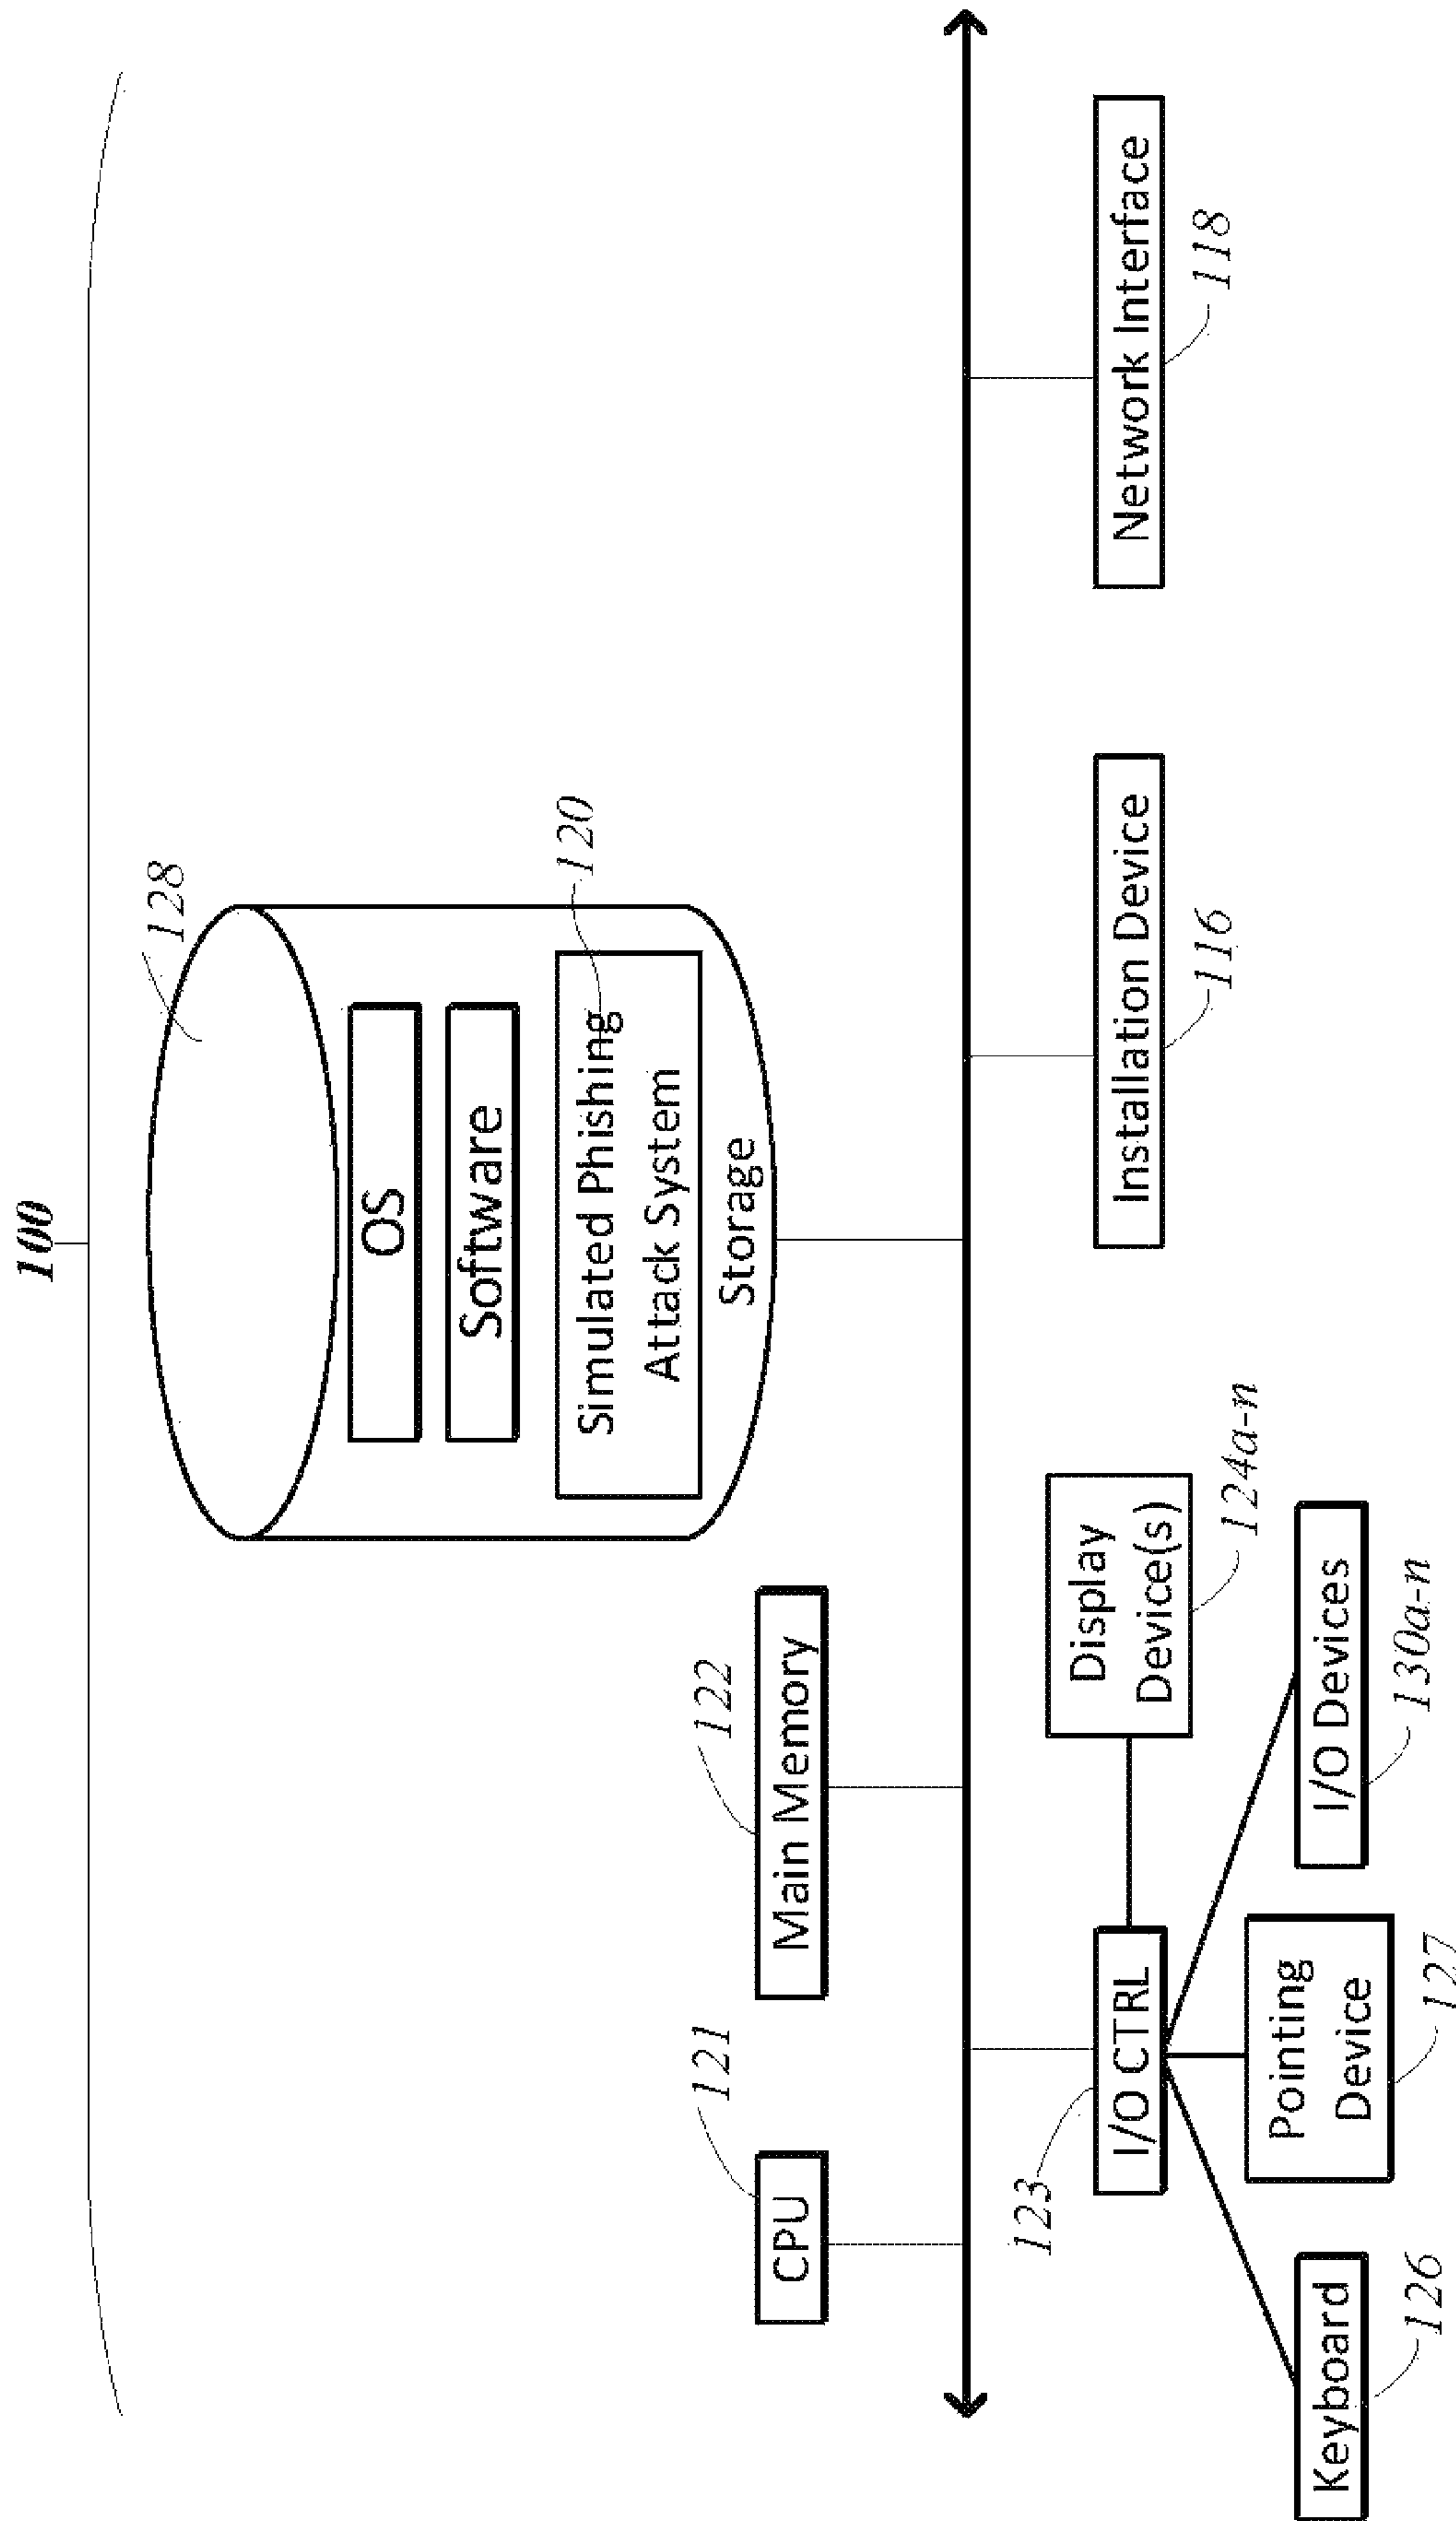 100
128
OS
Software
Simulated Phishing
Attack System
120
Storage
CPU
121
Main Memory
122
123
I/O CTRL
Display
Device(s)
124a-n
Keyboard
126
Pointing
Device
127
I/O Devices
130a-n
Installation Device
116
Network Interface
118